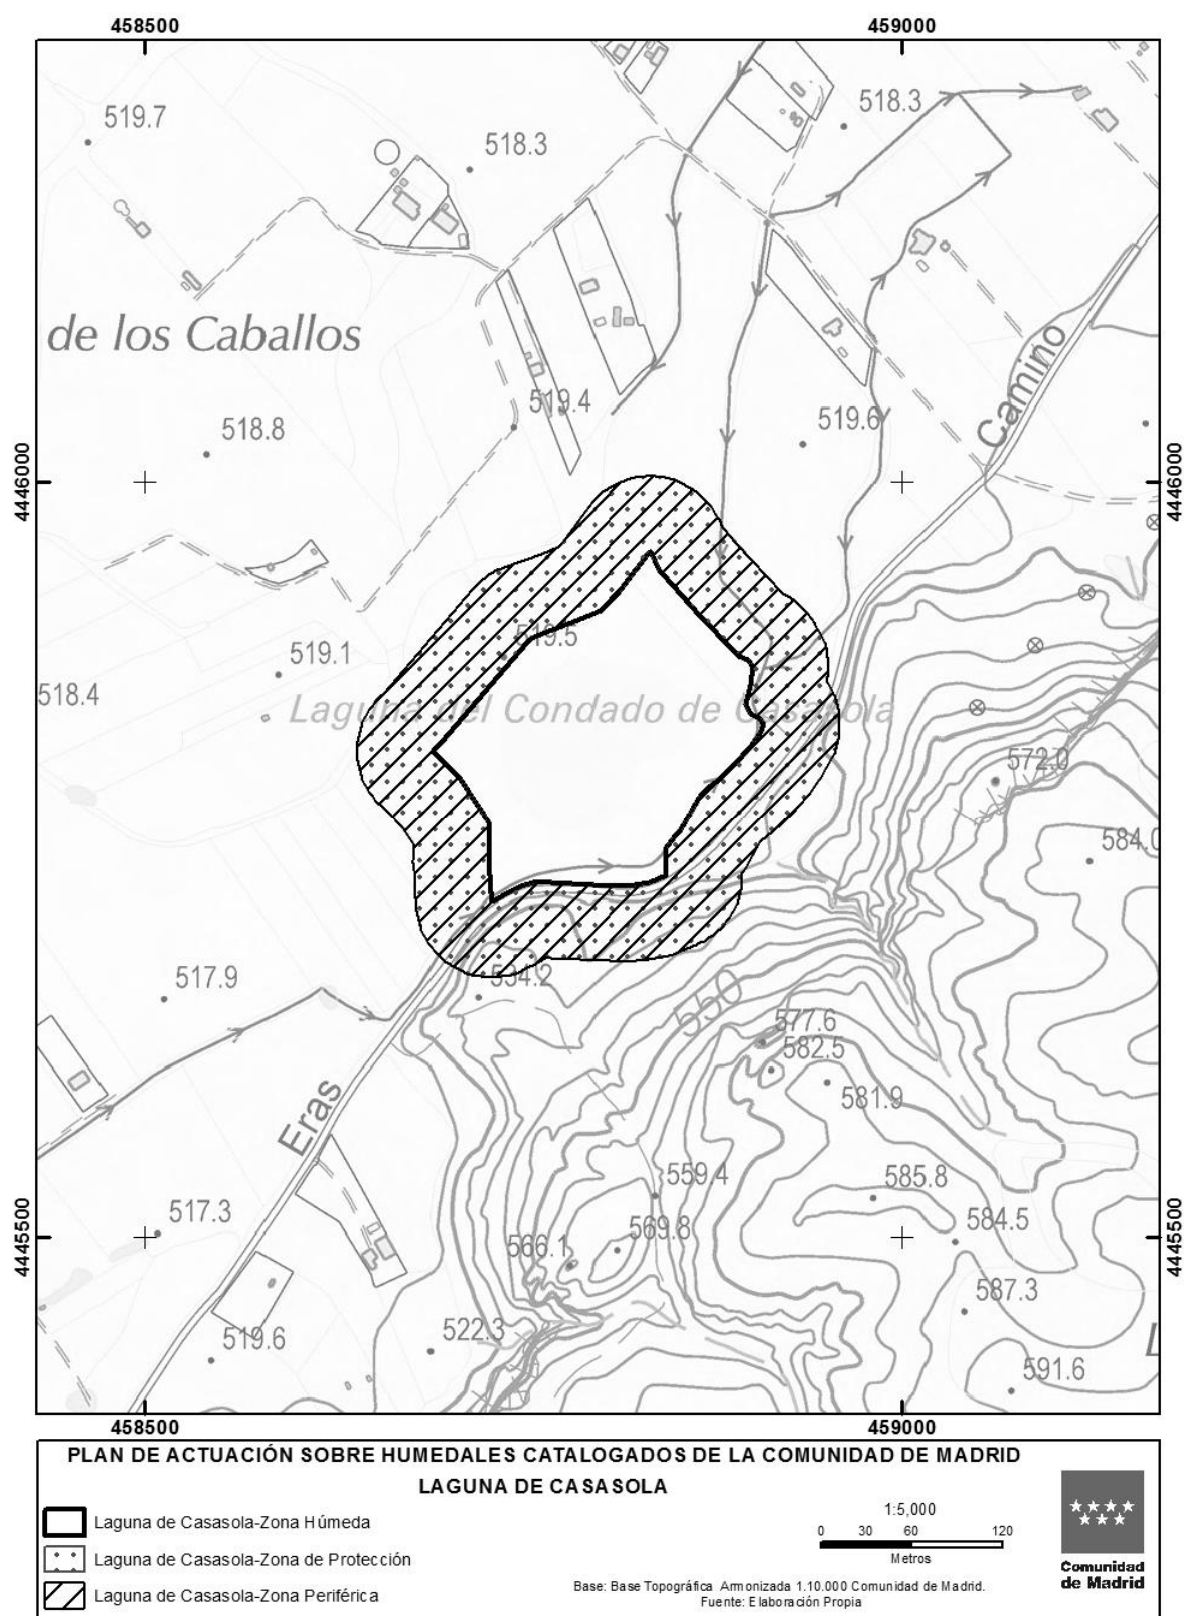 458500 459000
519.7
518.3
518.3
de los Caballos
Camino
519.4
519.6
518.8
4446000 4446000
519.5
519.1
518.4
Laguna del Condado de Casasola
572.0
584.0
517.9
534.2
550
577.6
582.5
581.9
Eras
559.4
585.8
517.3
569.8
584.5
566.1
4445500 4445500
587.3
522.3
519.6
591.6
L
458500 459000
PLAN DE ACTUACIÓN SOBRE HUMEDALES CATALOGADOS DE LA COMUNIDAD DE MADRID
LAGUNA DE CASASOLA
Laguna de Casasola-Zona Húmeda
Laguna de Casasola-Zona de Protección
Laguna de Casasola-Zona Periférica
1:5,000
0 30 60 120
Metros
Base: Base Topográfica Armonizada 1.10.000 Comunidad de Madrid.
Fuente: Elaboración Propia
Comunidad
de Madrid